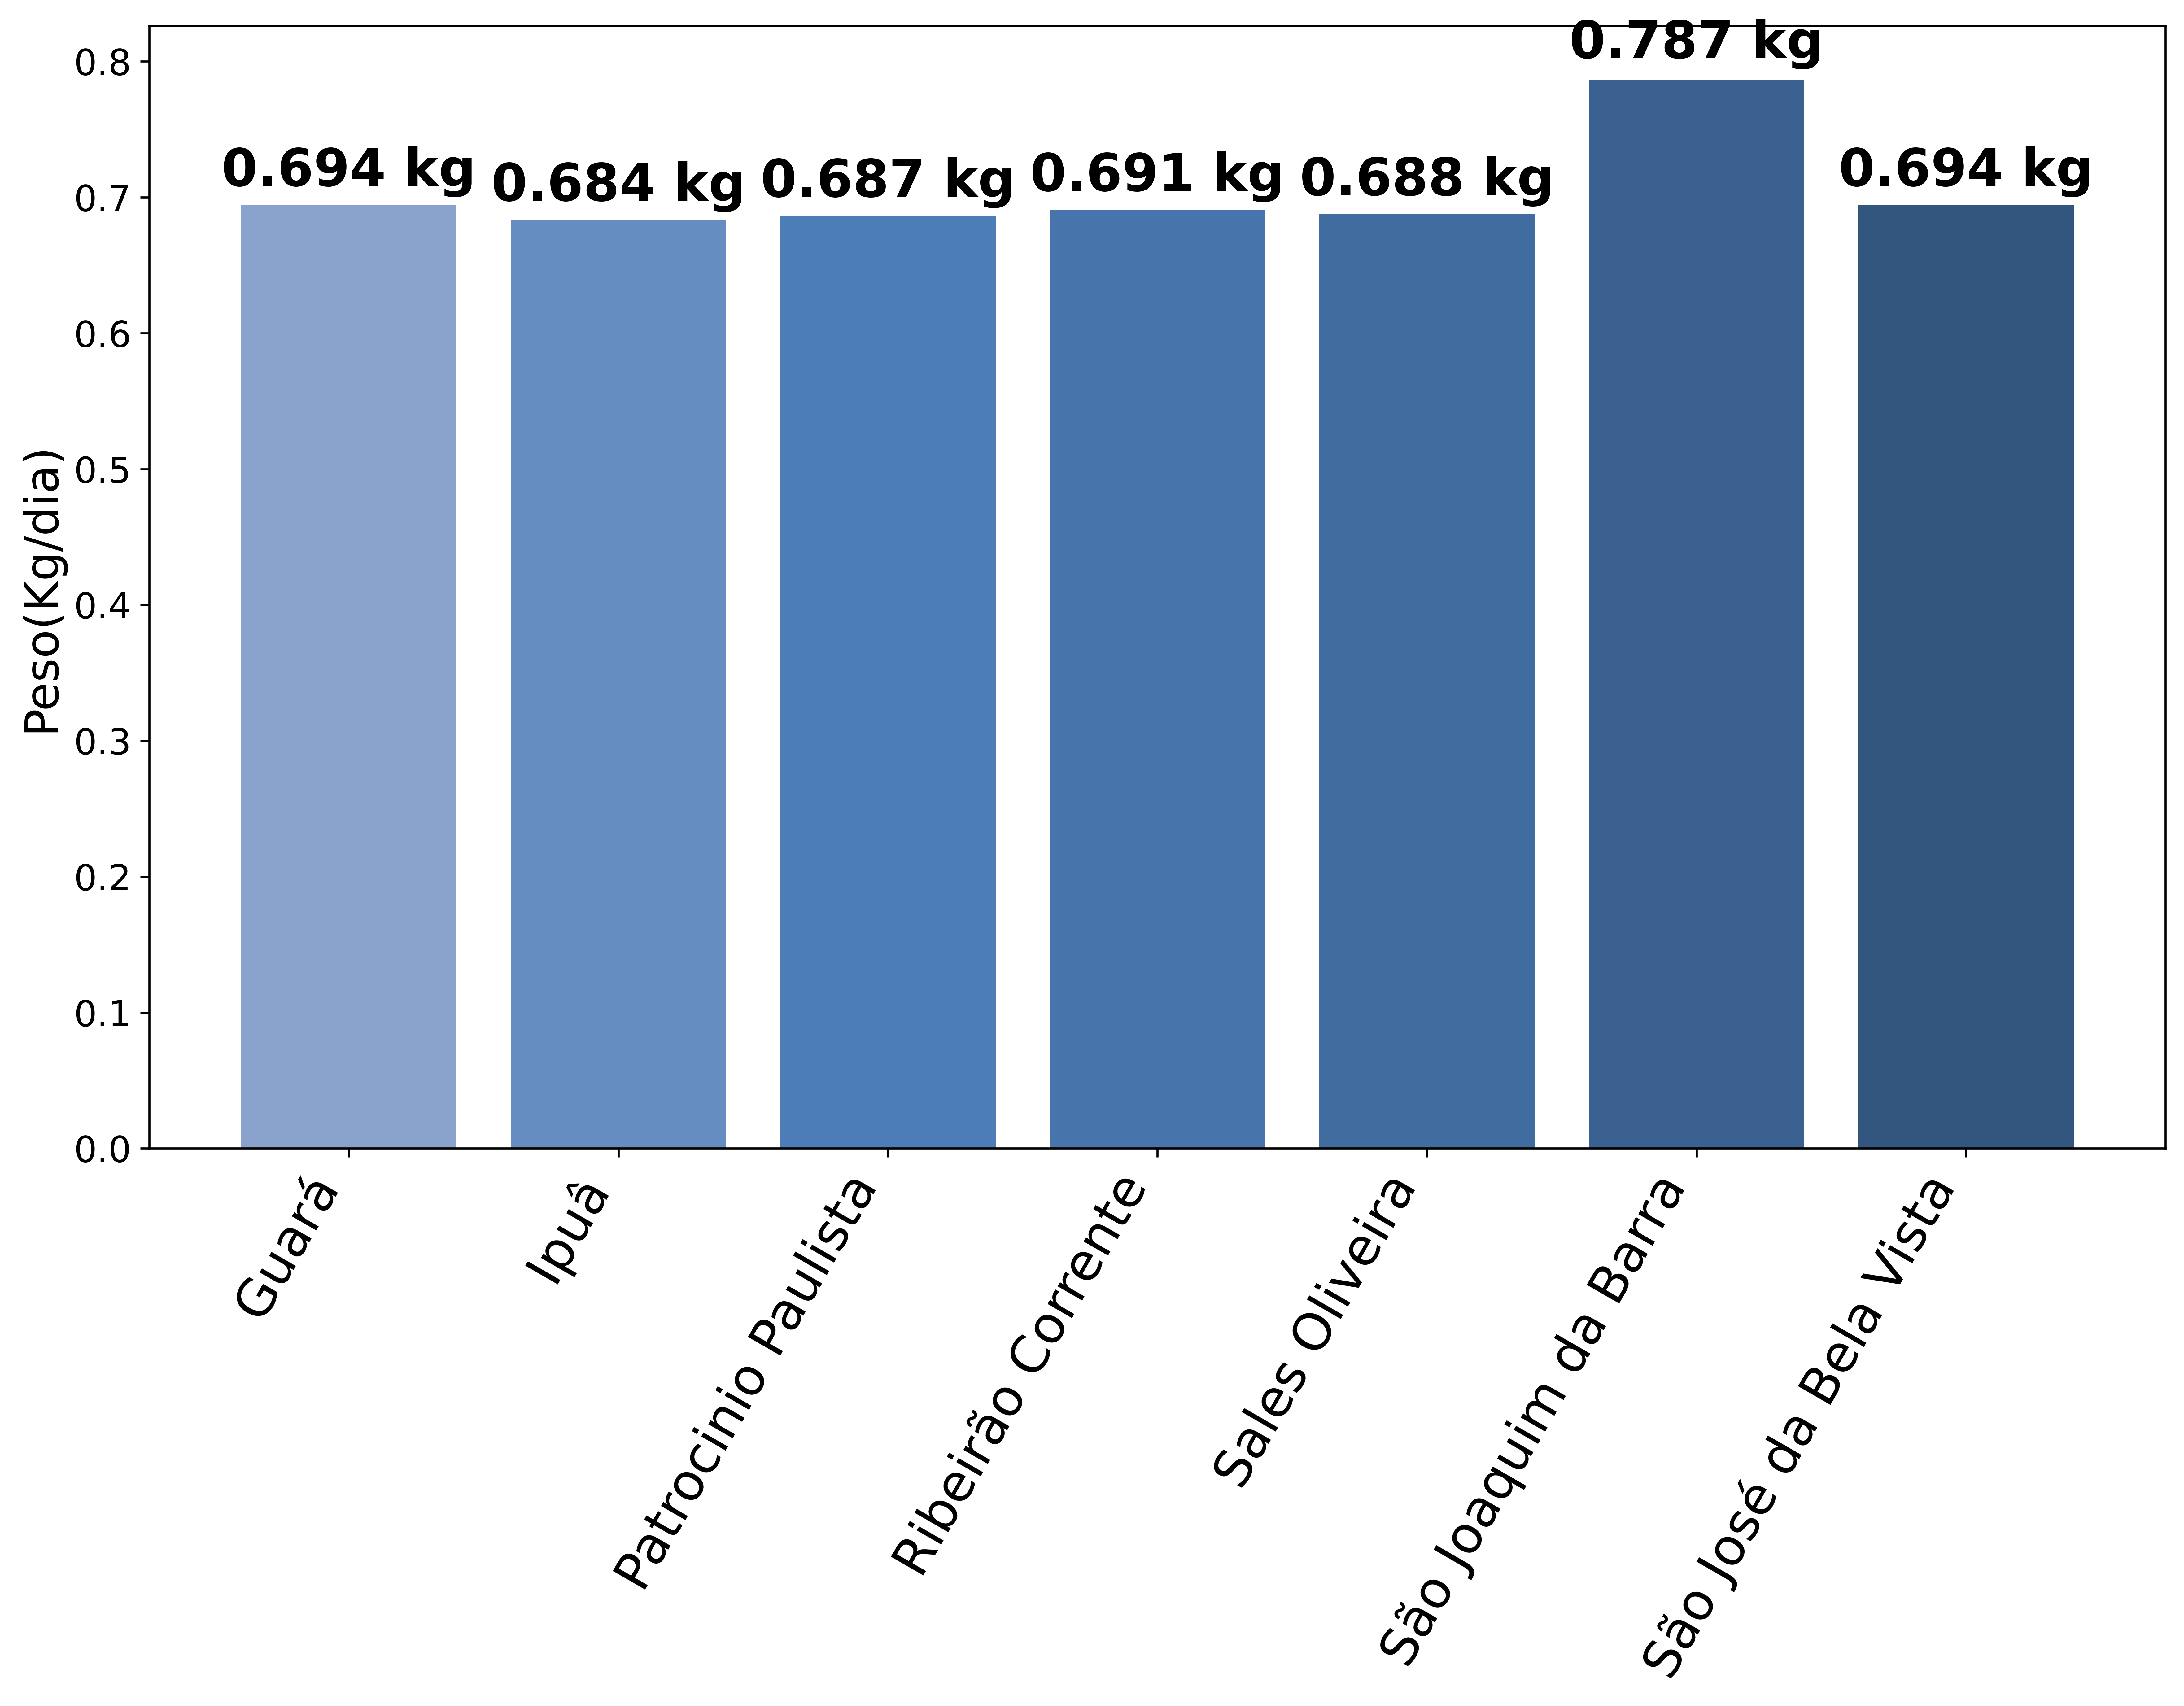 0.787 kg
0.694 kg
0.684 kg
0.687 kg
0.691 kg
0.688 kg
0.694 kg
Peso(Kg/dia)
0.8
0.7
0.6
0.5
0.4
0.3
0.2
0.1
0.0
Guará
Ipuâ
Patrocinio Paulista
Ribeirão Corrente
Sales Oliveira
São Joaquim da Barra
São José da Bela Vista